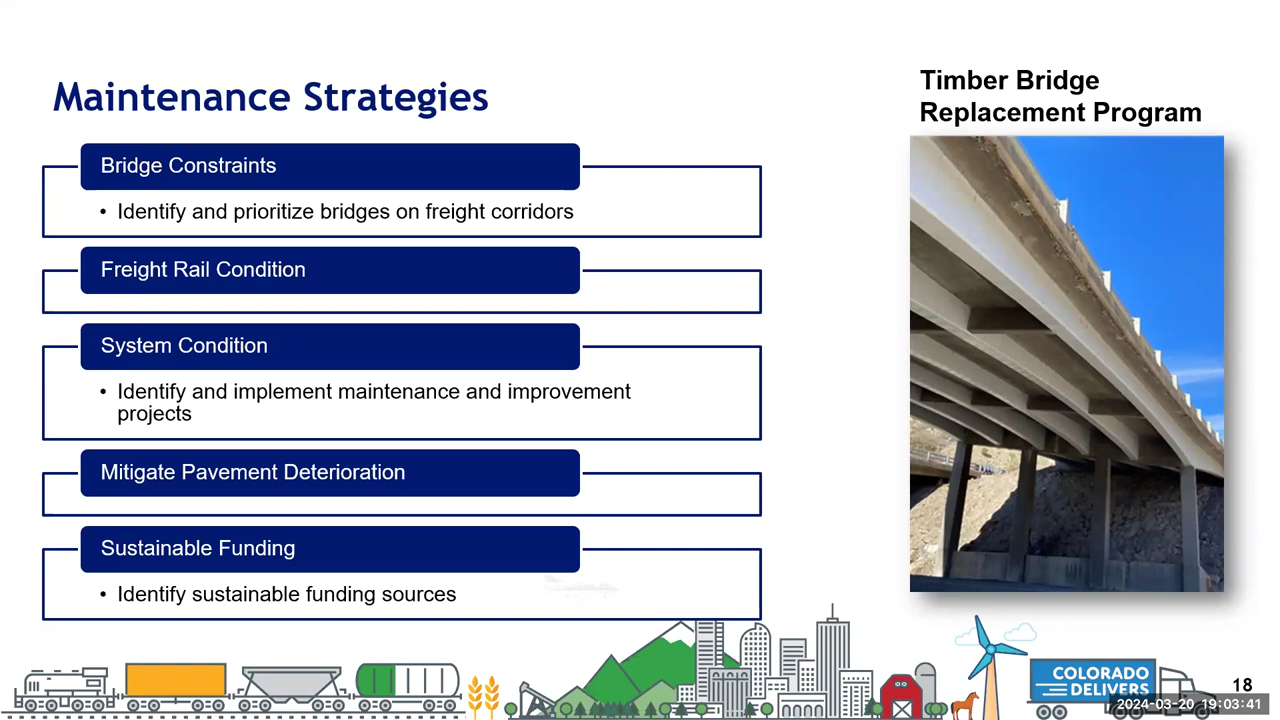 Maintenance Strategies
Bridge Constraints
• Identify and prioritize bridges on freight corridors
Freight Rail Condition
System Condition
• Identify and implement maintenance and improvement
projects
Mitigate Pavement Deterioration
Sustainable Funding
• Identify sustainable funding sources
Timber Bridge
Replacement Program
COLORADO
DELIVERS
18
2024-03-20 19:03:41